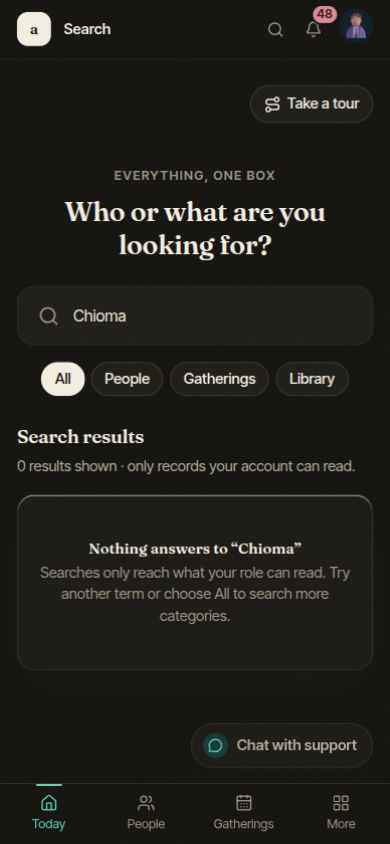 a
Search
48
Take a tour
EVERYTHING, ONE BOX
Who or what are you
looking for?
Chioma
All
People
Gatherings
Library
Search results
0 results shown · only records your account can read.
Nothing answers to “Chioma”
Searches only reach what your role can read. Try
another term or choose All to search more
categories.
Chat with support
Today
People
Gatherings
More